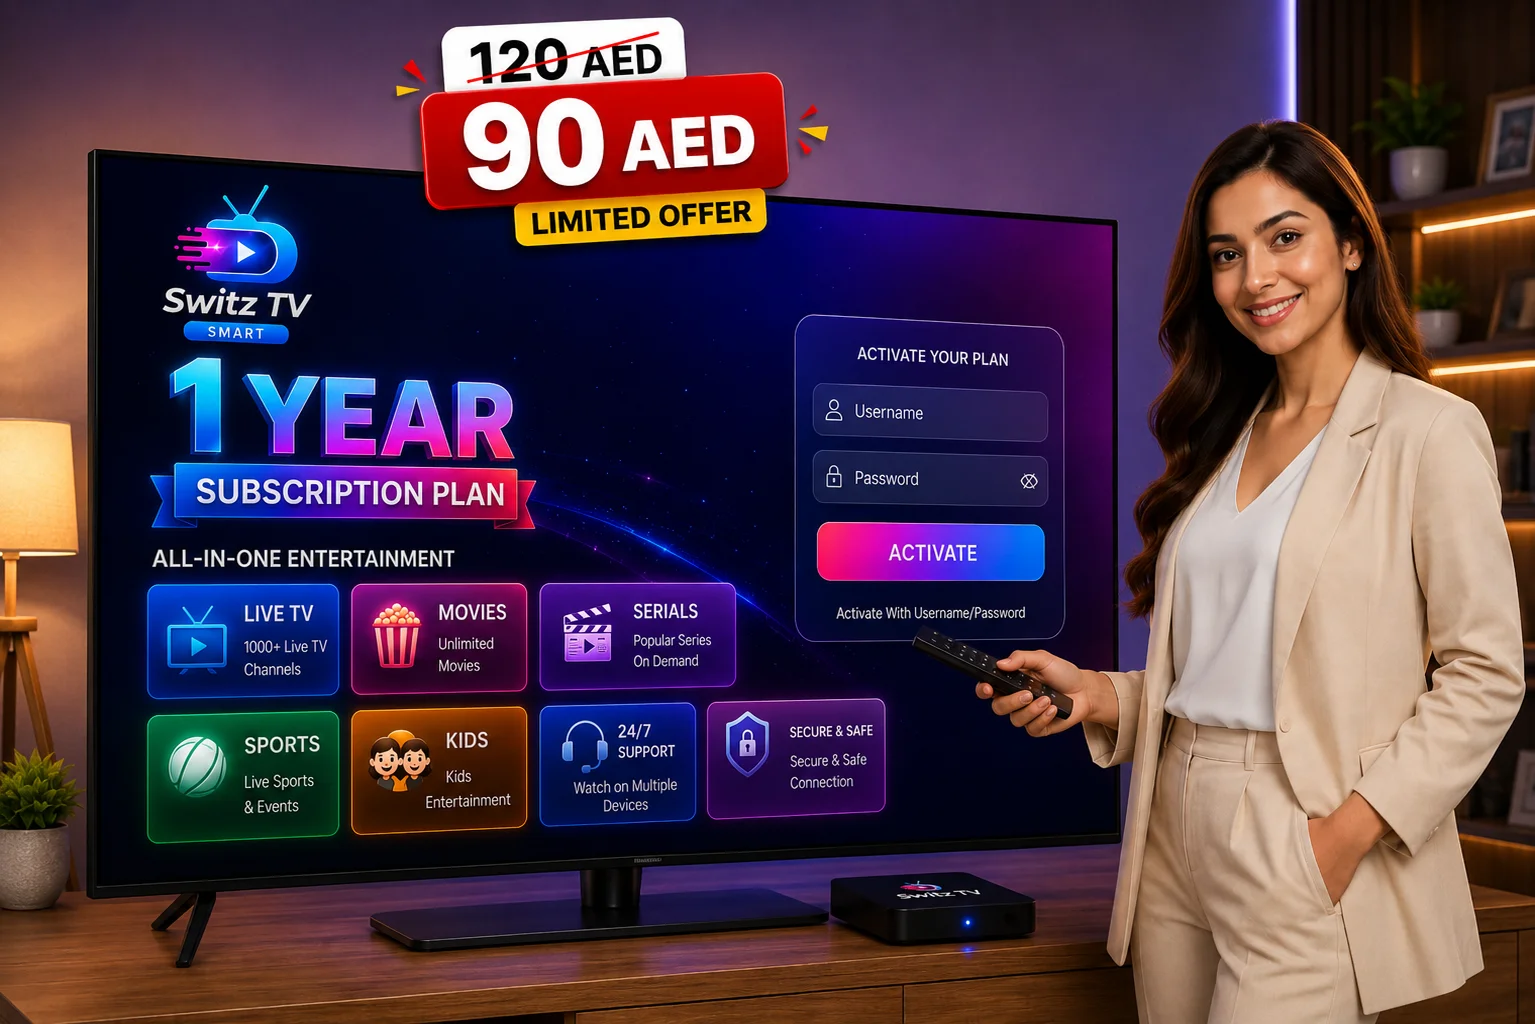 120 AED
90 AED
LIMITED OFFER
Switz TV
SMART
1 YEAR
SUBSCRIPTION PLAN
ALL-IN-ONE ENTERTAINMENT
LIVE TV
1000+ Live TV
Channels
MOVIES
Unlimited
Movies
SERIALS
Popular Series
On Demand
SPORTS
Live Sports
& Events
KIDS
Kids
Entertainment
24/7
SUPPORT
Watch on Multiple
Devices
SECURE & SAFE
Secure & Safe
Connection
ACTIVATE YOUR PLAN
Username
Password
ACTIVATE
Activate With Username/Password
Switz TV